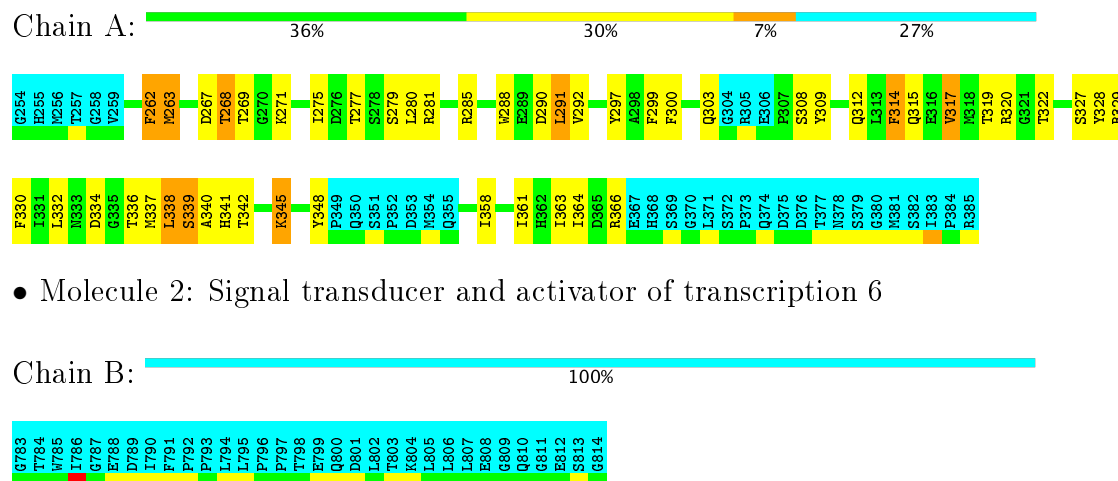 Chain A:
36% 30% 7% 27%
G254 H255 M256 T257 G258 V259 F262 M263 D267 T268 T269 G270 K271 L275 D276 T277 S278 S279 L280 R281 R285 W288 E289 D290 L291 V292 Y297 A298 F299 F300 Q303 G304 R305 E306 P307 S308 Y309 Q312 L313 F314 Q315 E316 V317 M318 T319 R320 G321 T322 S327 Y328 R329
F330 I331 L332 N333 D334 G335 T336 M337 L338 S339 A340 H341 T342 K345 Y348 P349 Q350 S351 P352 D353 M354 Q355 I358 I361 H362 I363 I364 D365 R366 E367 H368 S369 G370 L371 S372 P373 Q374 D375 D376 T377 N378 S379 G380 M381 S382 I383 P384 R385
• Molecule 2: Signal transducer and activator of transcription 6
Chain B:
100%
G783 T784 W785 I786 G787 E788 D789 I790 F791 P792 P793 L794 L795 P796 P797 T798 E799 Q800 D801 L802 T803 K804 L805 L806 L807 E808 G809 Q810 G811 E812 S813 G814